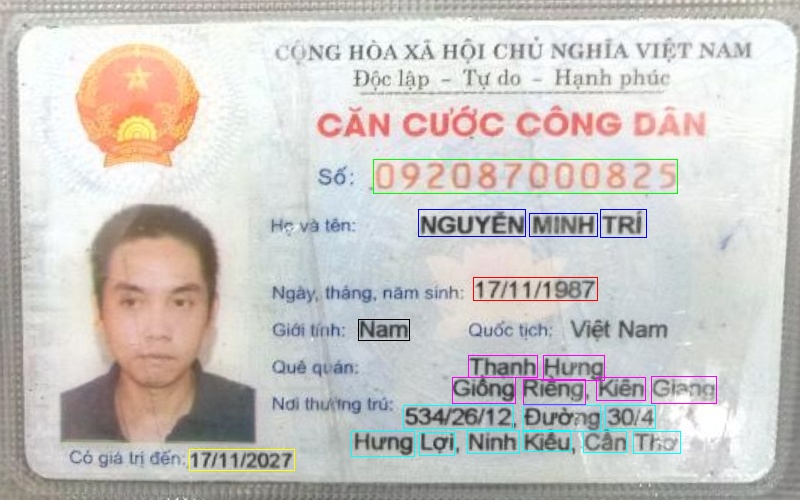 CỘNG HÒA XÃ HỘI CHỦ NGHĨA VIỆT NAM
Độc lập - Tự do - Hạnh phúc
CĂN CƯỚC CÔNG DÂN
Số: 092087000825
Họ và tên: NGUYỄN MINH TRÍ
Ngày, tháng, năm sinh: 17/11/1987
Giới tính: Nam Quốc tịch: Việt Nam
Quê quán: Thạnh Hưng
Giồng Riềng, Kiên Giang
Nơi thường trú: 534/26/12, Đường 30/4
Hưng Lợi, Ninh Kiều, Cần Thơ
Có giá trị đến: 17/11/2027